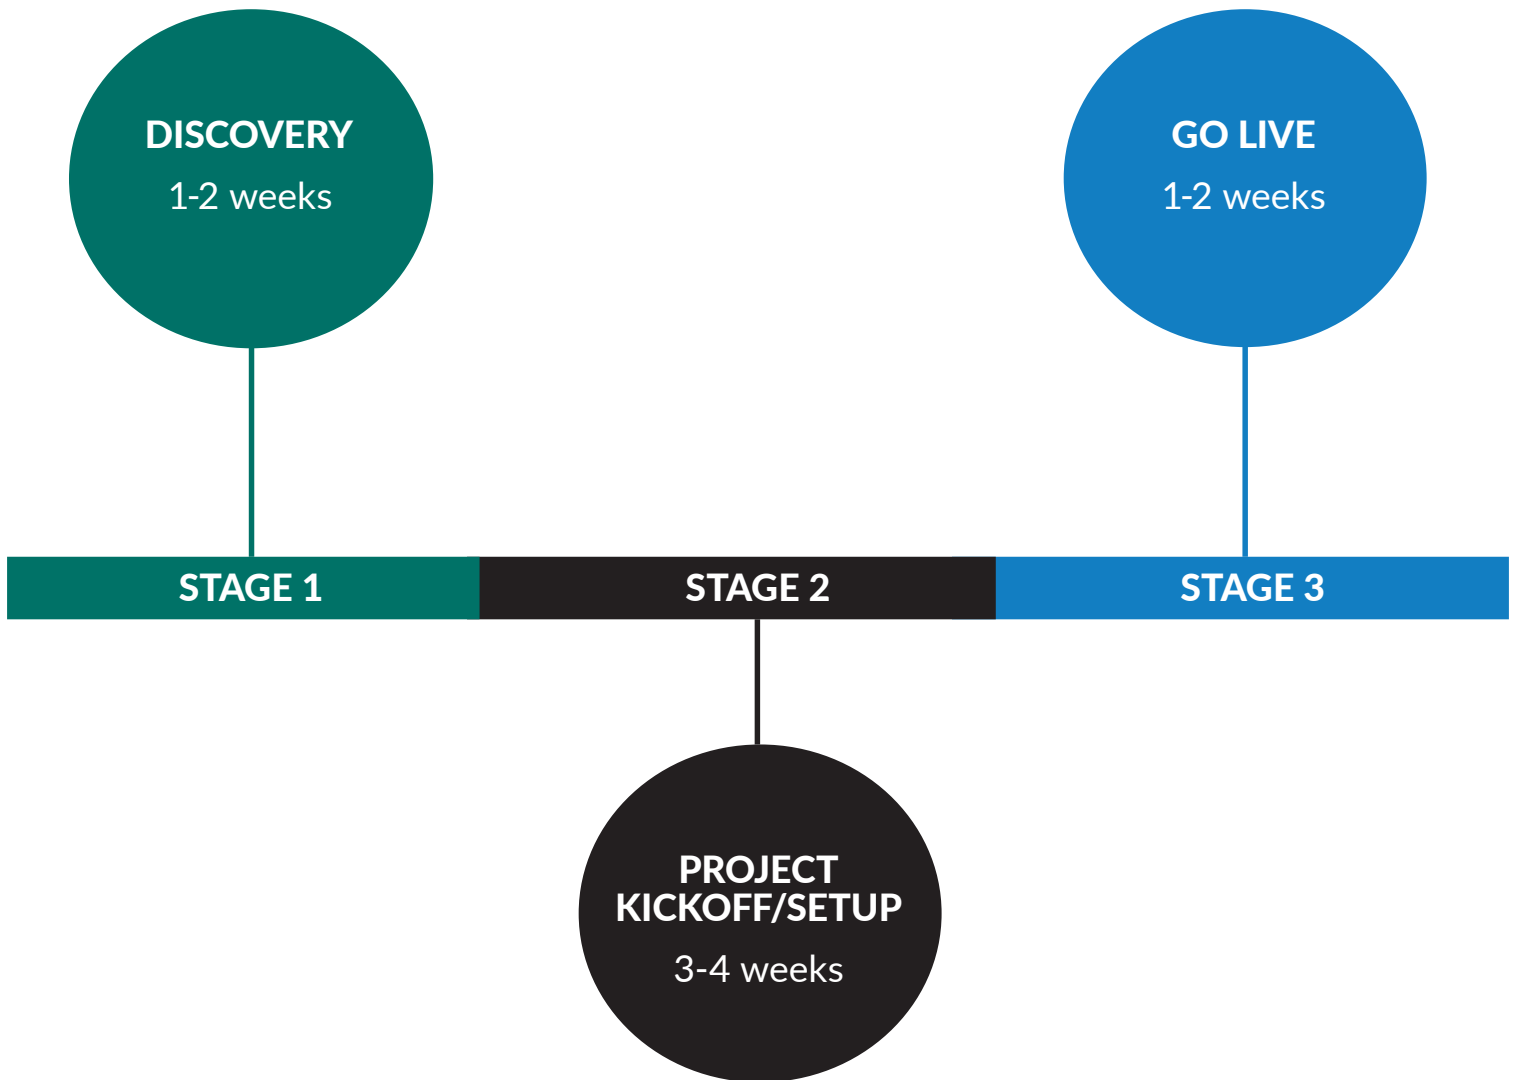 DISCOVERY
1-2 weeks
GO LIVE
1-2 weeks
STAGE 1
STAGE 2
STAGE 3
PROJECT
KICKOFF/SETUP
3-4 weeks